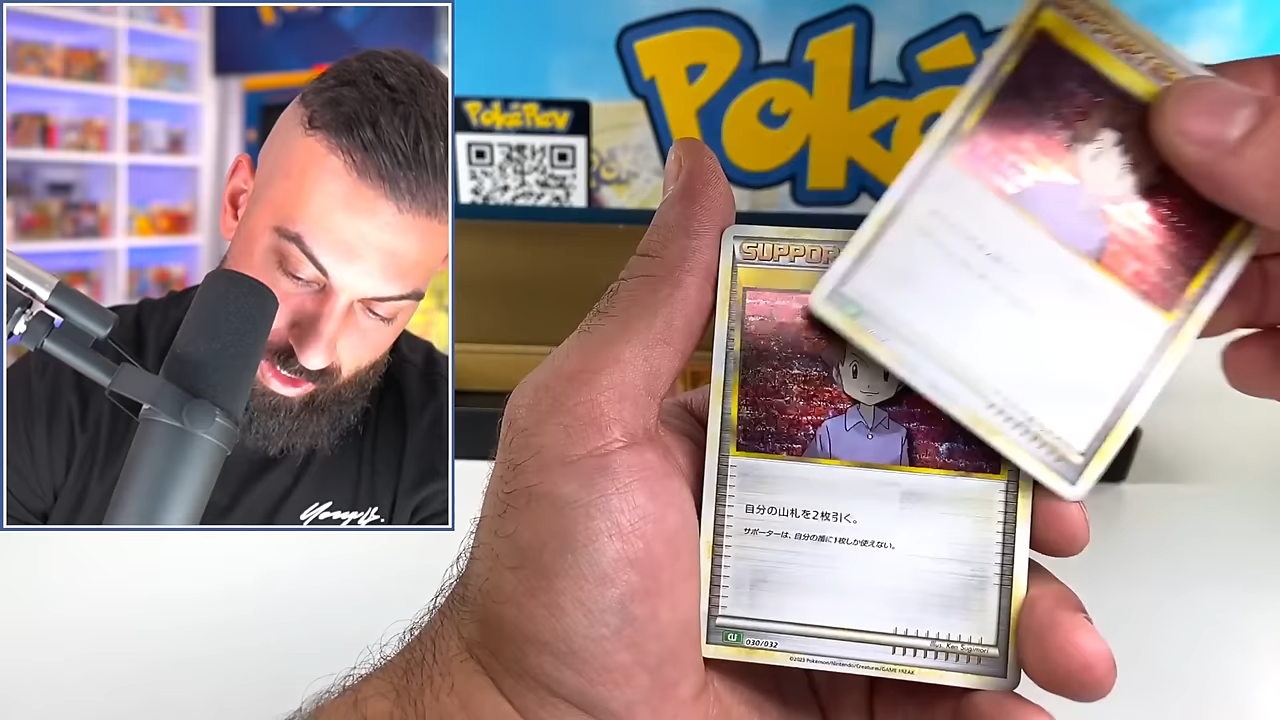 PokéRev
Poké
SUPPOR
自分の山札を2枚引く。
サポーターは、自分の番に1枚しか使えない。
Illus. Ken Sugimori
CLL 030/032
©2023 Pokémon/Nintendo/Creatures/GAME FREAK